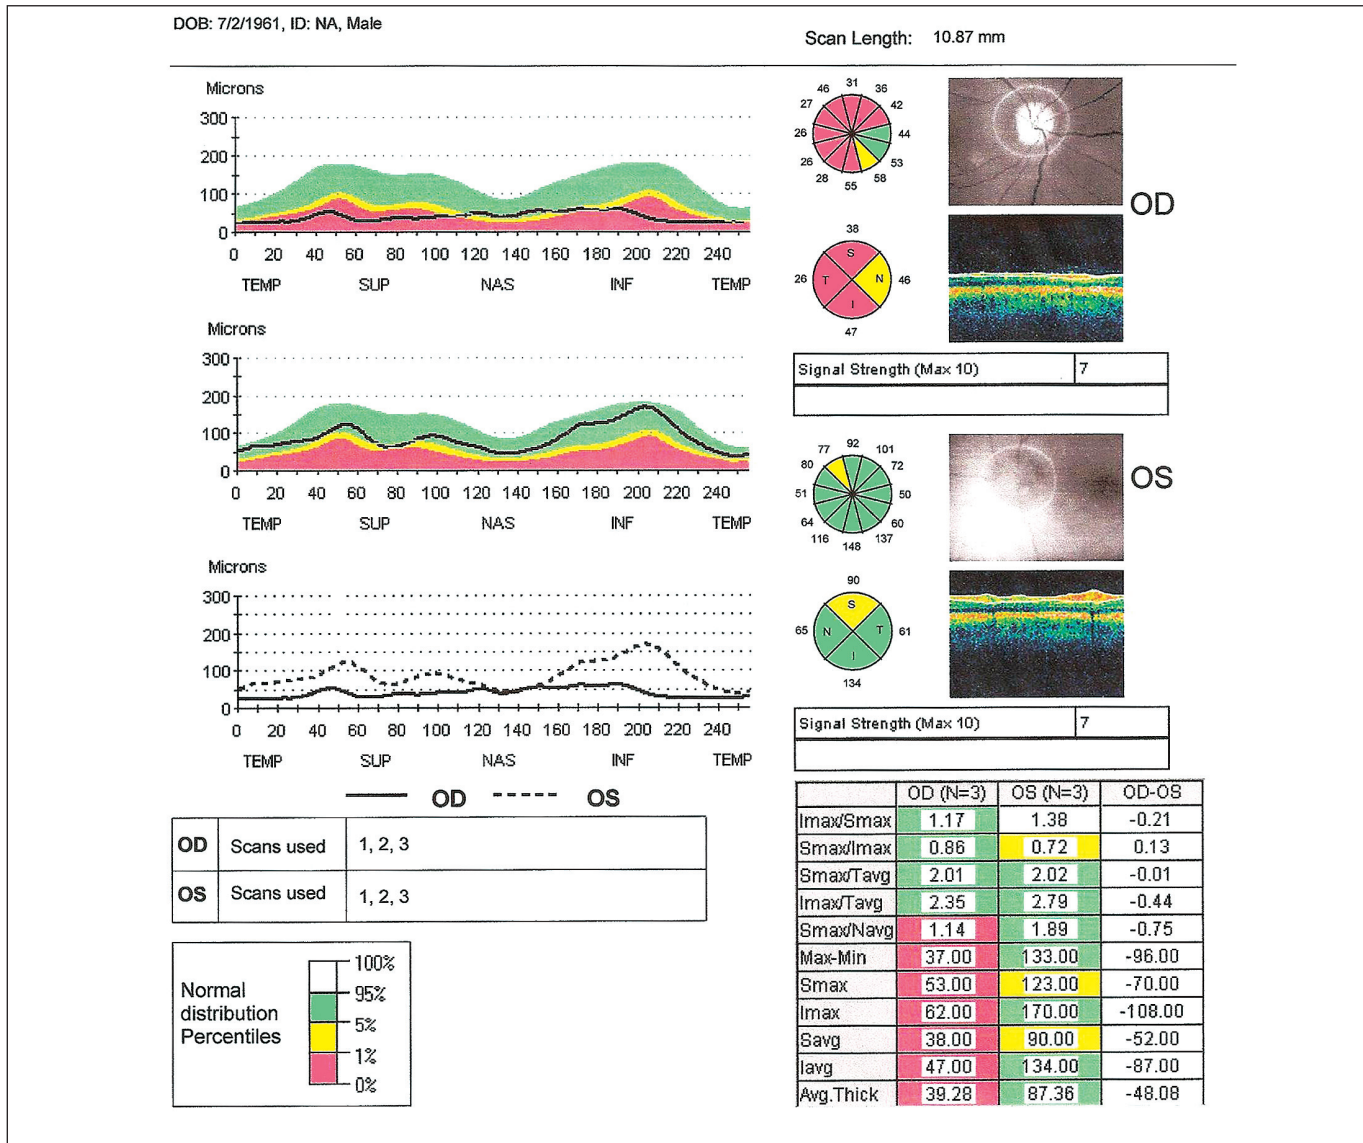 DOB: 7/2/1961, ID: NA, Male
Scan Length: 10.87 mm
Microns
300
200
100
0
0 20 40 60 80 100 120 140 160 180 200 220 240
TEMP SUP NAS INF TEMP
31
46 36
27 42
26 44
26 53
28 58
55
38
S
26 T N 46
I
47
OD
Signal Strength (Max 10) 7
Microns
300
200
100
0
0 20 40 60 80 100 120 140 160 180 200 220 240
TEMP SUP NAS INF TEMP
92
77 101
80 72
51 50
64 60
116 137
148
90
S
65 N T 61
I
134
OS
Signal Strength (Max 10) 7
Microns
300
200
100
0
0 20 40 60 80 100 120 140 160 180 200 220 240
TEMP SUP NAS INF TEMP
OD OS
OD Scans used 1, 2, 3
OS Scans used 1, 2, 3
Normal
distribution
Percentiles
100%
95%
5%
1%
0%
OD (N=3) OS (N=3) OD-OS
Imax/Smax 1.17 1.38 -0.21
Smax/Imax 0.86 0.72 0.13
Smax/Tavg 2.01 2.02 -0.01
Imax/Tavg 2.35 2.79 -0.44
Smax/Navg 1.14 1.89 -0.75
Max-Min 37.00 133.00 -96.00
Smax 53.00 123.00 -70.00
Imax 62.00 170.00 -108.00
Savg 38.00 90.00 -52.00
Iavg 47.00 134.00 -87.00
Avg.Thick 39.28 87.36 -48.08